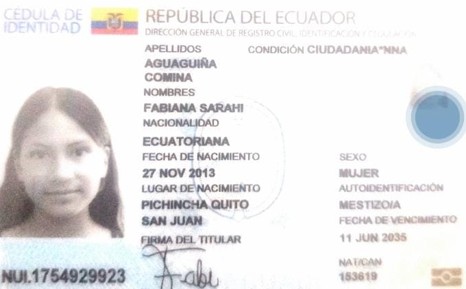 CÉDULA DE IDENTIDAD
REPÚBLICA DEL ECUADOR
DIRECCIÓN GENERAL DE REGISTRO CIVIL, IDENTIFICACIÓN Y CEDULACIÓN
APELLIDOS CONDICIÓN CIUDADANIA*NNA
AGUAGUIÑA
COMINA
NOMBRES
FABIANA SARAHI
NACIONALIDAD
ECUATORIANA
FECHA DE NACIMIENTO SEXO
27 NOV 2013 MUJER
LUGAR DE NACIMIENTO AUTOIDENTIFICACIÓN
PICHINCHA QUITO MESTIZO/A
SAN JUAN FECHA DE VENCIMIENTO
FIRMA DEL TITULAR 11 JUN 2035
Fabi
NAT/CAN
NUI.1754929923 153619